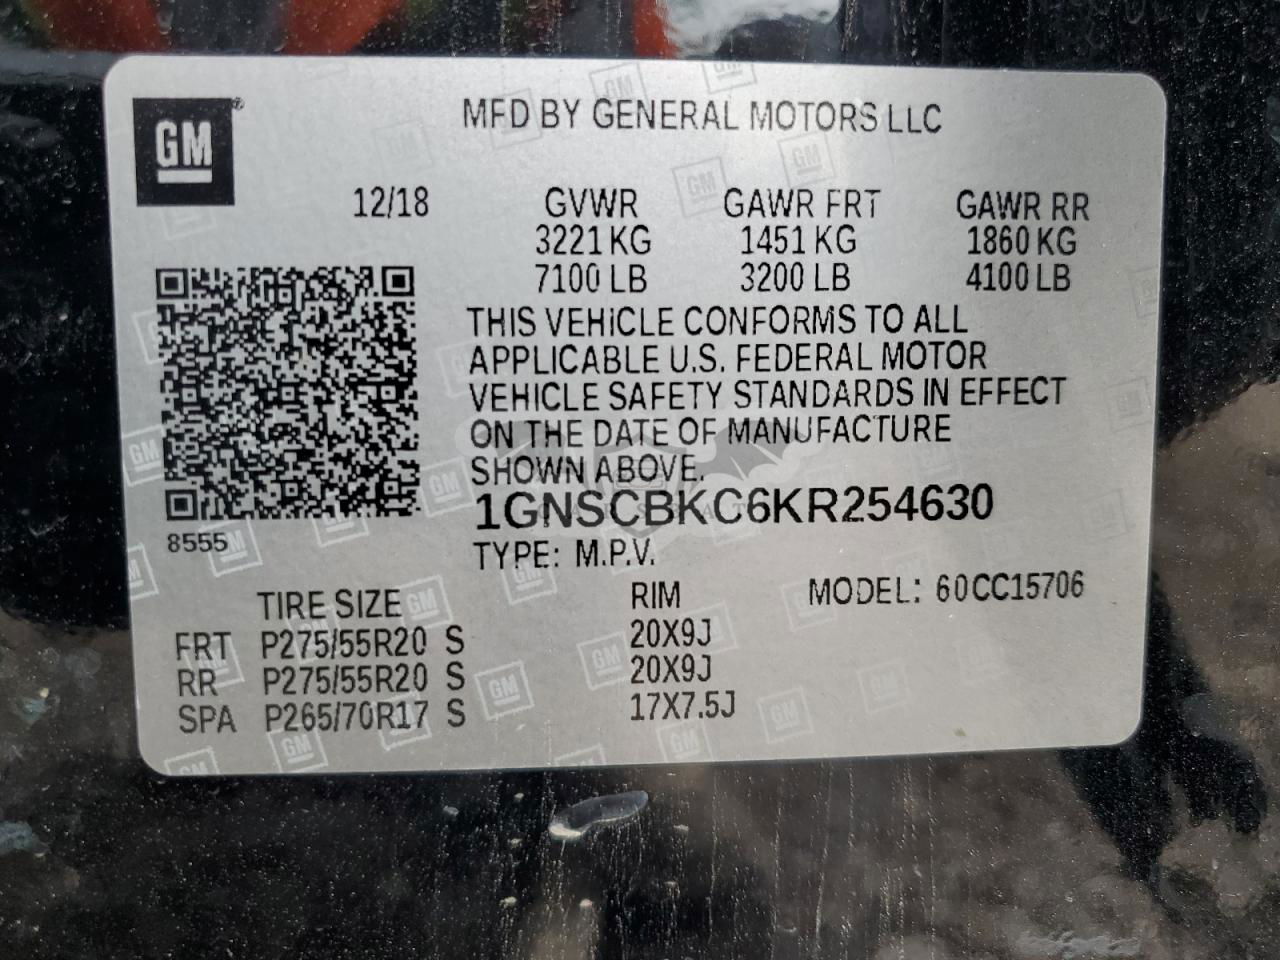 GM
MFD BY GENERAL MOTORS LLC
12/18 GVWR GAWR FRT GAWR RR
3221 KG 1451 KG 1860 KG
7100 LB 3200 LB 4100 LB
THIS VEHICLE CONFORMS TO ALL
APPLICABLE U.S. FEDERAL MOTOR
VEHICLE SAFETY STANDARDS IN EFFECT
ON THE DATE OF MANUFACTURE
SHOWN ABOVE.
1GNSCBKC6KR254630
8555
TYPE: M.P.V.
TIRE SIZE RIM MODEL: 60CC15706
FRT P275/55R20 S 20X9J
RR P275/55R20 S 20X9J
SPA P265/70R17 S 17X7.5J